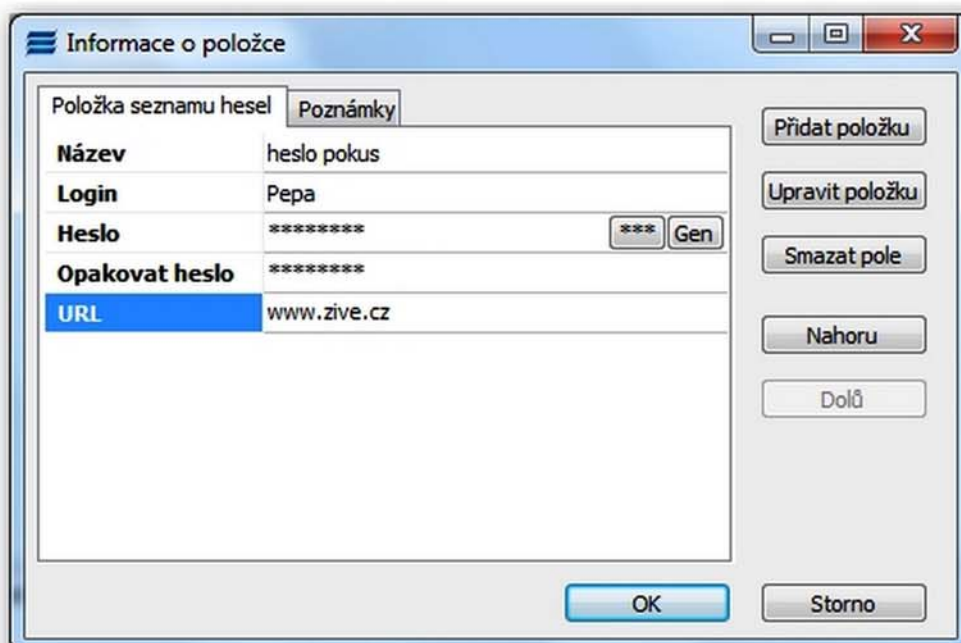 Informace o položce
Položka seznamu hesel Poznámky
Název heslo pokus
Login Pepa
Heslo ******** *** Gen
Opakovat heslo ********
URL www.zive.cz
Přidat položku
Upravit položku
Smazat pole
Nahoru
Dolů
OK Storno